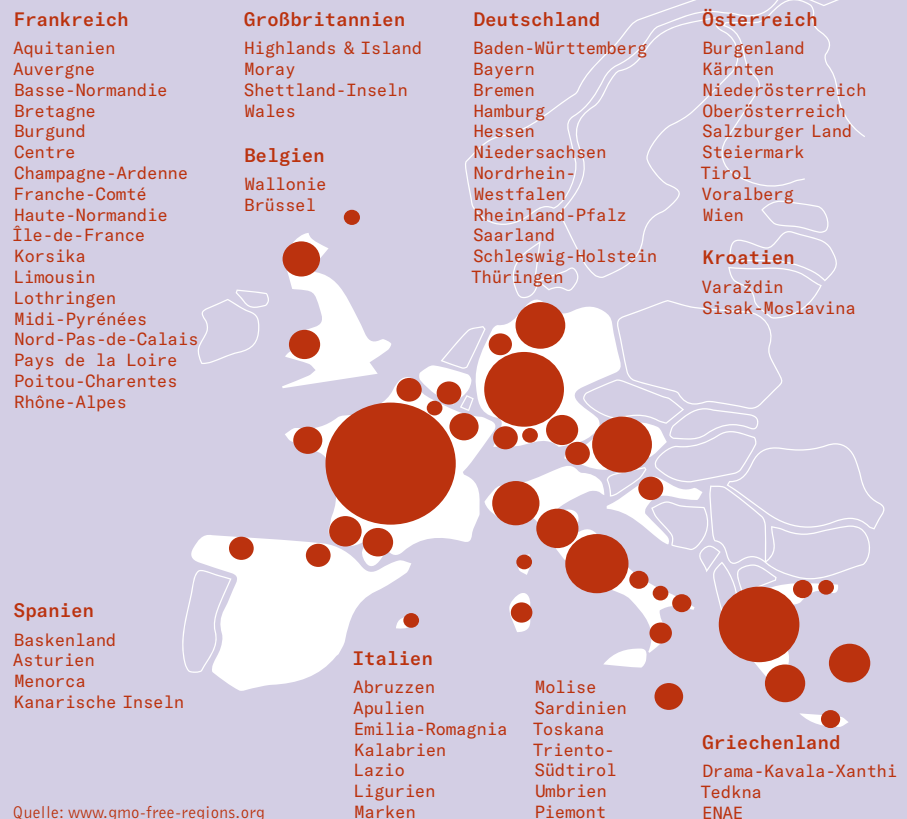 Frankreich
Aquitanien
Auvergne
Basse-Normandie
Bretagne
Burgund
Centre
Champagne-Ardenne
Franche-Comté
Haute-Normandie
Île-de-France
Korsika
Limousin
Lothringen
Midi-Pyrénées
Nord-Pas-de-Calais
Pays de la Loire
Poitou-Charentes
Rhône-Alpes
Großbritannien
Highlands & Island
Moray
Shettland-Inseln
Wales
Belgien
Wallonie
Brüssel
Deutschland
Baden-Württemberg
Bayern
Bremen
Hamburg
Hessen
Niedersachsen
Nordrhein-
Westfalen
Rheinland-Pfalz
Saarland
Schleswig-Holstein
Thüringen
Österreich
Burgenland
Kärnten
Niederösterreich
Oberösterreich
Salzburger Land
Steiermark
Tirol
Voralberg
Wien
Kroatien
Varaždin
Sisak-Moslavina
Spanien
Baskenland
Asturien
Menorca
Kanarische Inseln
Italien
Abruzzen
Apulien
Emilia-Romagnia
Kalabrien
Lazio
Ligurien
Marken
Molise
Sardinien
Toskana
Triento-
Südtirol
Umbrien
Piemont
Griechenland
Drama-Kavala-Xanthi
Tedkna
ENAE
Quelle: www.gmo-free-regions.org